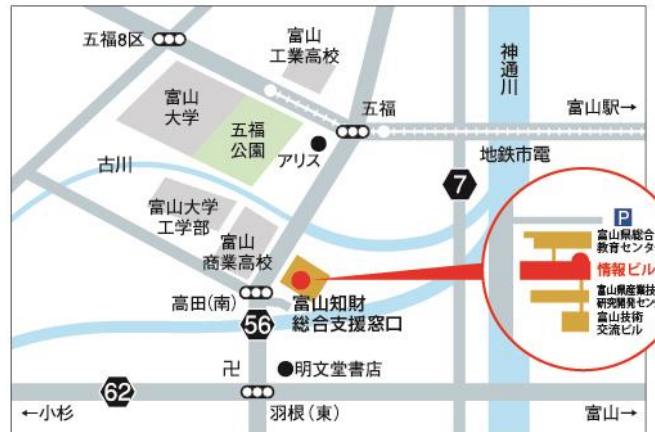 五福8区
富山
工業高校
神通川
富山
大学
五福
公園
五福
富山駅→
アリス
地鉄市電
古川
7
富山大学
工学部
富山
商業高校
P
富山県総合
教育センタ
情報ビル
富山県産業技
研究開発セン
富山技術
交流ビル
高田(南)
富山知財
総合支援窓口
56
卍
明文堂書店
62
←小杉
羽根(東)
富山→